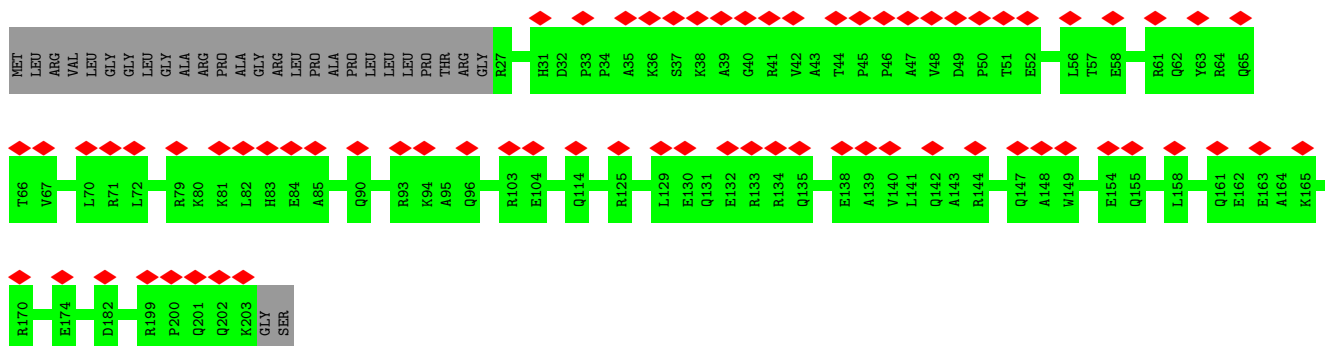 MET LEU ARG VAL LEU GLY GLY LEU GLY ALA ARG PRO ALA GLY ARG LEU PRO ALA PRO LEU LEU LEU PRO THR ARG GLY R27 H31 D32 P33 P34 A35 K36 S37 K38 A39 G40 R41 V42 A43 T44 P45 P46 A47 V48 D49 P50 T51 E52 L56 T57 E58 R61 Q62 Y63 R64 Q65
T66 V67 L70 R71 L72 R79 K80 K81 L82 H83 E84 A85 Q90 R93 K94 A95 Q96 R103 E104 Q114 R125 L129 E130 Q131 E132 R133 R134 Q135 E138 A139 V140 L141 Q142 A143 R144 Q147 A148 W149 E154 Q155 L158 Q161 E162 E163 A164 K165
R170 E174 D182 R199 P200 Q201 Q202 K203 GLY SER